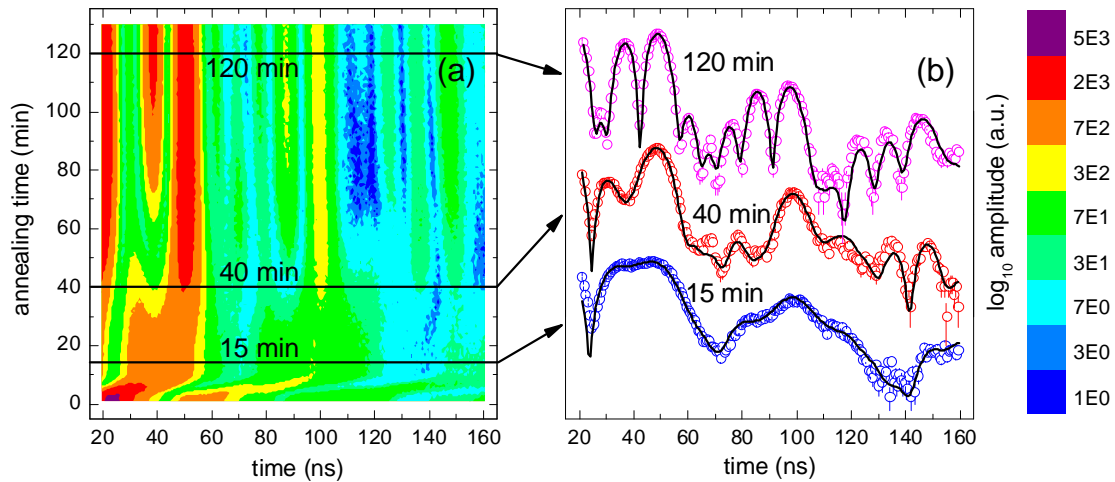 (a)
120 min
40 min
15 min
120
100
80
60
40
20
0
annealing time (min)
20 40 60 80 100 120 140 160
time (ns)
(b)
120 min
40 min
15 min
20 40 60 80 100 120 140 160
time (ns)
log₁₀ amplitude (a.u.)
5E3
2E3
7E2
3E2
7E1
3E1
7E0
3E0
1E0